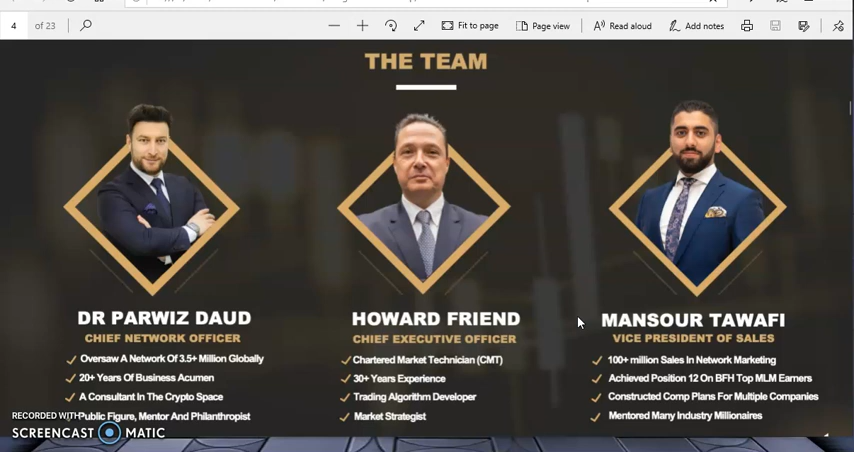 4 of 23 Fit to page Page view Read aloud Add notes
THE TEAM
DR PARWIZ DAUD
CHIEF NETWORK OFFICER
Oversaw A Network Of 3.5+ Million Globally
20+ Years Of Business Acumen
A Consultant In The Crypto Space
Public Figure, Mentor And Philanthropist
HOWARD FRIEND
CHIEF EXECUTIVE OFFICER
Chartered Market Technician (CMT)
30+ Years Experience
Trading Algorithm Developer
Market Strategist
MANSOUR TAWAFI
VICE PRESIDENT OF SALES
100+ million Sales In Network Marketing
Achieved Position 12 On BFH Top MLM Earners
Constructed Comp Plans For Multiple Companies
Mentored Many Industry Millionaires
RECORDED WITH
SCREENCAST MATIC